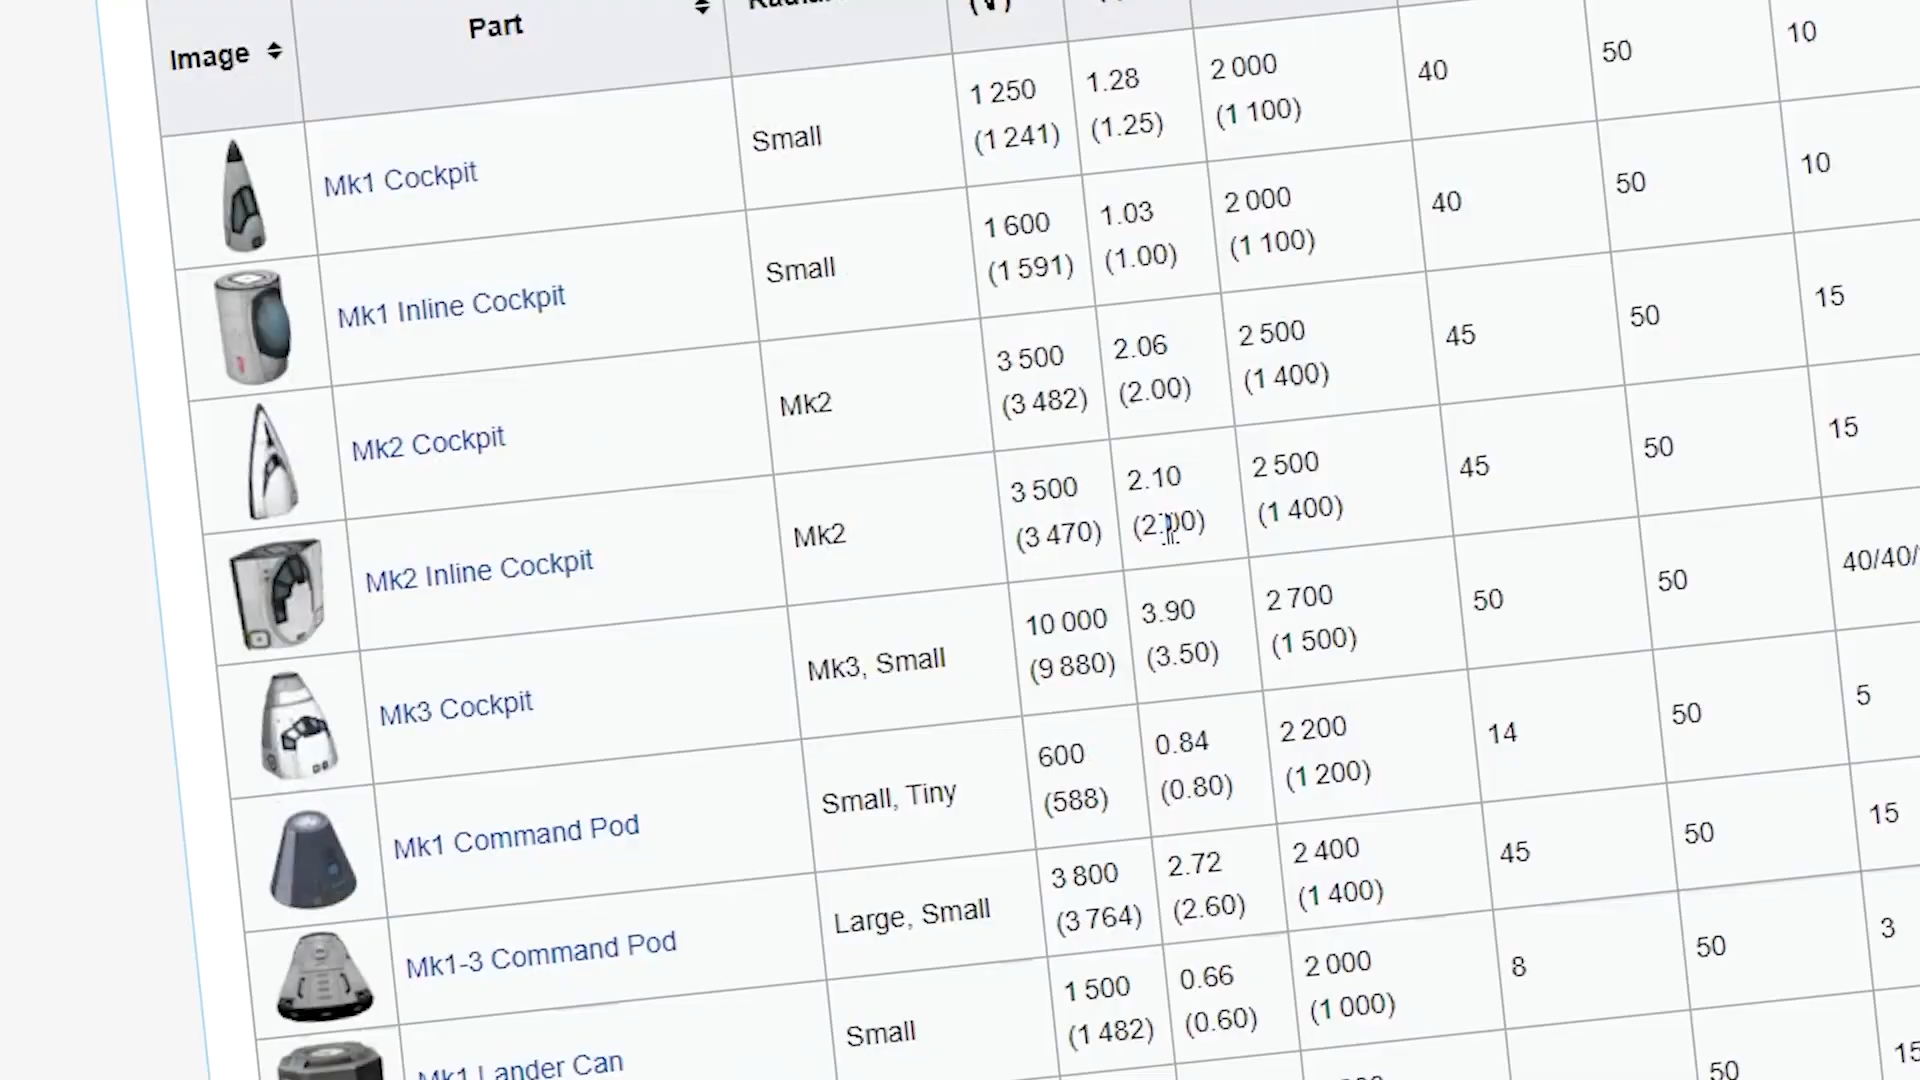 Image Part
Mk1 Cockpit Small 1 250 1.28 2 000 40 50 10
(1 241) (1.25) (1 100)
Mk1 Inline Cockpit Small 1 600 1.03 2 000 40 50 10
(1 591) (1.00) (1 100)
Mk2 Cockpit Mk2 3 500 2.06 2 500 45 50 15
(3 482) (2.00) (1 400)
Mk2 Inline Cockpit Mk2 3 500 2.10 2 500 45 50 15
(3 470) (2.00) (1 400)
Mk3 Cockpit Mk3, Small 10 000 3.90 2 700 50 50 40/40/
(9 880) (3.50) (1 500)
Mk1 Command Pod Small, Tiny 600 0.84 2 200 14 50 5
(588) (0.80) (1 200)
Mk1-3 Command Pod Large, Small 3 800 2.72 2 400 45 50 15
(3 764) (2.60) (1 400)
Mk1 Lander Can Small 1 500 0.66 2 000 8 50 3
(1 482) (0.60) (1 000)
50 15